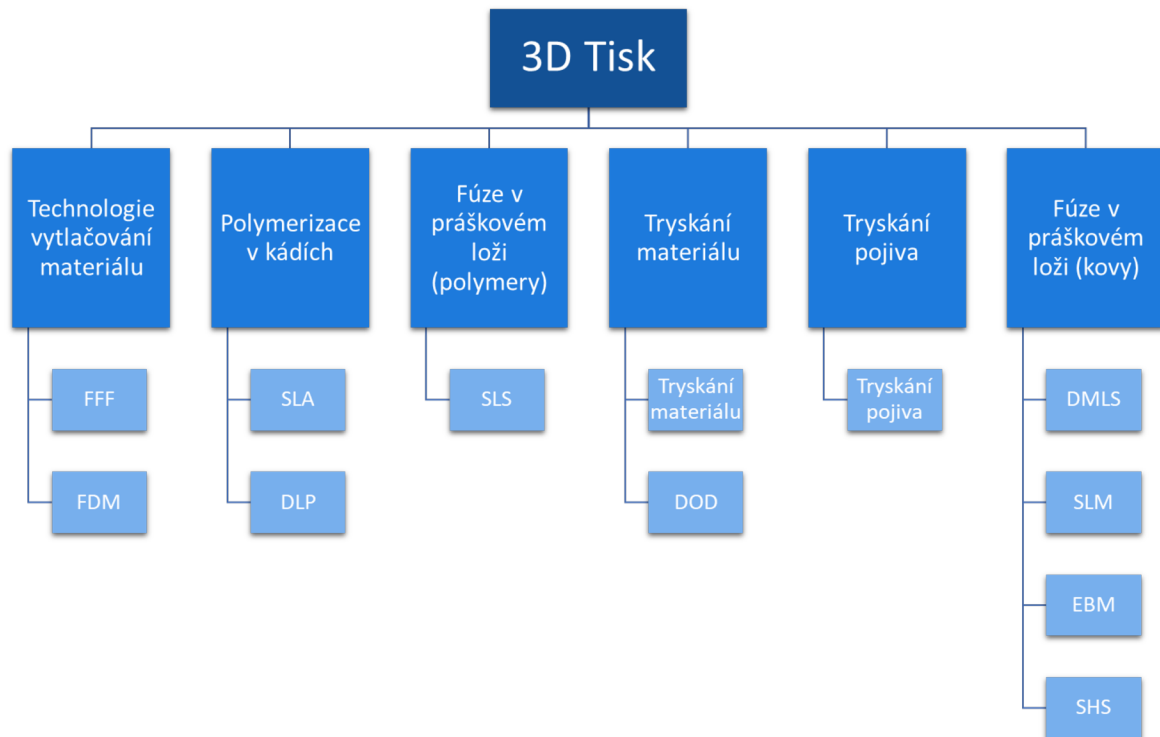 3D Tisk
Technologie
vytlačování
materiálu
Polymerizace
v kádích
Fúze v
práškovém
loži
(polymery)
Tryskání
materiálu
Tryskání
pojiva
Fúze v
práškovém
loži (kovy)
FFF
SLA
SLS
Tryskání
materiálu
Tryskání
pojiva
DMLS
FDM
DLP
DOD
SLM
EBM
SHS